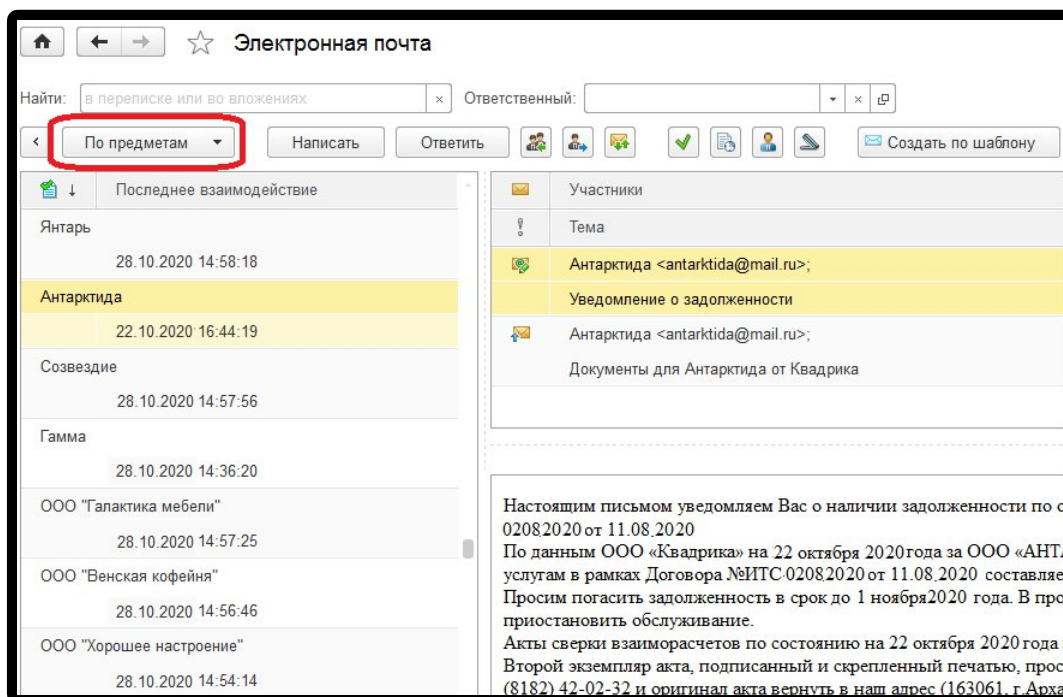 Электронная почта
Найти: в переписке или во вложениях × Ответственный: ×
По предметам Написать Ответить Создать по шаблону
Последнее взаимодействие
Янтарь
28.10.2020 14:58:18
Антарктида
22.10.2020 16:44:19
Созвездие
28.10.2020 14:57:56
Гамма
28.10.2020 14:36:20
ООО "Галактика мебели"
28.10.2020 14:57:25
ООО "Венская кофейня"
28.10.2020 14:56:46
ООО "Хорошее настроение"
28.10.2020 14:54:14
Участники
Тема
Антарктида <antarktida@mail.ru>;
Уведомление о задолженности
Антарктида <antarktida@mail.ru>;
Документы для Антарктида от Квадрика
Настоящим письмом уведомляем Вас о наличии задолженности по
02082020 от 11.08.2020
По данным ООО «Квадрика» на 22 октября 2020 года за ООО
услугам в рамках Договора №ИТС-02082020 от 11.08.2020 составляе
Просим погасить задолженность в срок до 1 ноября2020 года. В про
приостановить обслуживание.
Акты сверки взаиморасчетов по состоянию на 22 октября 2020 года
Второй экземпляр акта, подписанный и скрепленный печатью, прос
(8182) 42-02-32 и оригинал акта вернуть в наш адрес (163061, г.Арха